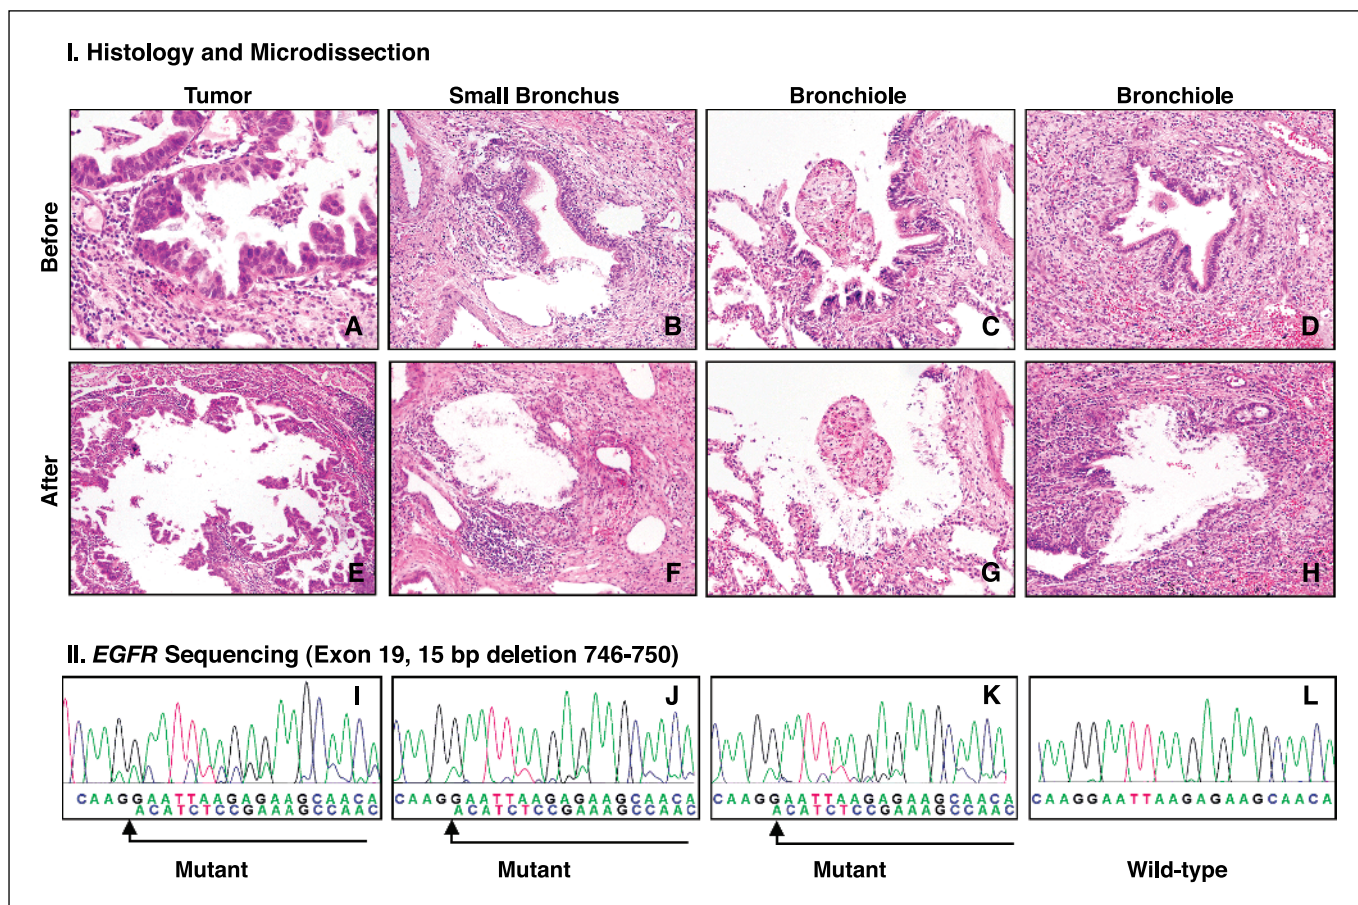 I. Histology and Microdissection
Tumor Small Bronchus Bronchiole Bronchiole
Before
A B C D
After
E F G H
II. EGFR Sequencing (Exon 19, 15 bp deletion 746-750)
I J K L
CAAGGAATTAAGAGAAGCAACA CAAGGAATTAAGAGAAGCAACA CAAGGAATTAAGAGAAGCAACA CAAGGAATTAAGAGAAGCAACA
ACATCTCCGAAAGCCAAC ACATCTCCGAAAGCCAAC ACATCTCCGAAAGCCAAC
Mutant Mutant Mutant Wild-type